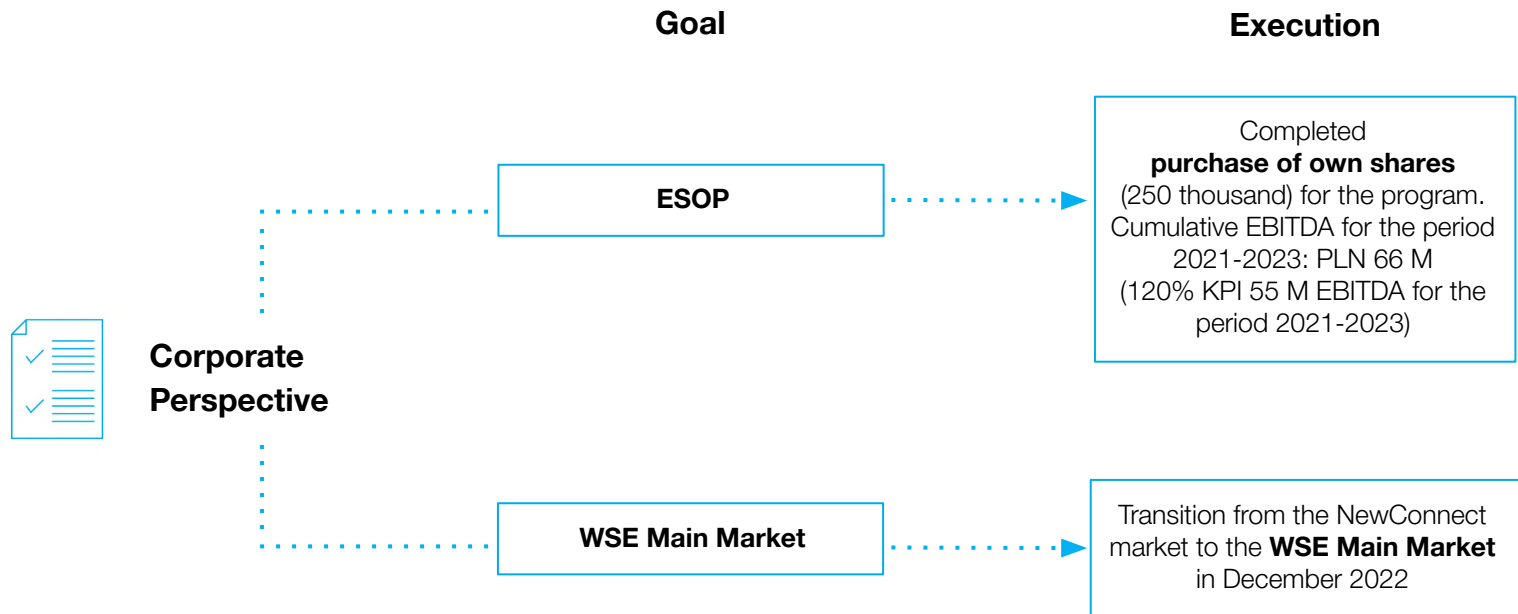 Goal
Execution
Completed
purchase of own shares
(250 thousand) for the program.
Cumulative EBITDA for the period
2021-2023: PLN 66 M
(120% KPI 55 M EBITDA for the
period 2021-2023)
ESOP
Corporate
Perspective
WSE Main Market
Transition from the NewConnect
market to the WSE Main Market
in December 2022